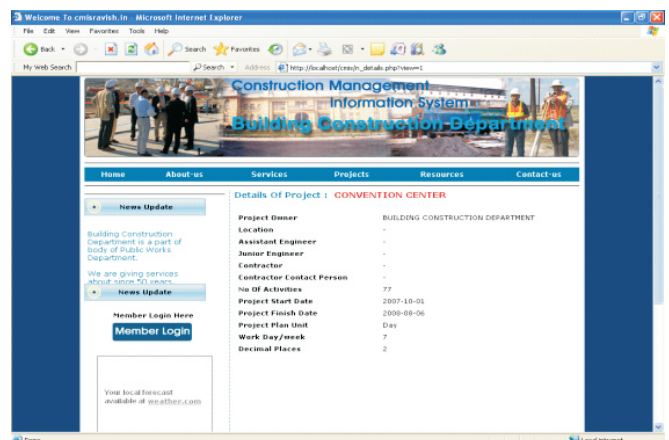 Welcome To cmisravish.in - Microsoft Internet Explorer
File Edit View Favorites Tools Help
Back Search Favorites
My Web Search Search Address http://localhost/cmis/n_details.php?view=1
Construction Management
Information System
Building Construction Department
Home About-us Services Projects Resources Contact-us
News Update
Building Construction
Department is a part of
body of Public Works
Department.
We are giving services
about since 50 years
News Update
Member Login Here
Member Login
Your local forecast
available at weather.com
Details Of Project : CONVENTION CENTER
Project Owner BUILDING CONSTRUCTION DEPARTMENT
Location -
Assistant Engineer -
Junior Engineer -
Contractor -
Contractor Contact Person -
No Of Activities 77
Project Start Date 2007-10-01
Project Finish Date 2008-08-06
Project Plan Unit Day
Work Day/week 7
Decimal Places 2
Done Local intranet